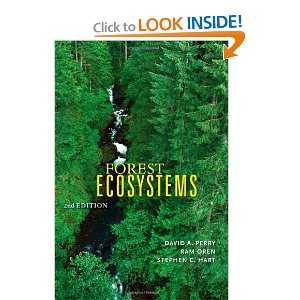 Click to LOOK INSIDE!
FOREST
ECOSYSTEMS
2ND EDITION
DAVID A. PERRY
RAM OREN
STEPHEN C. HART